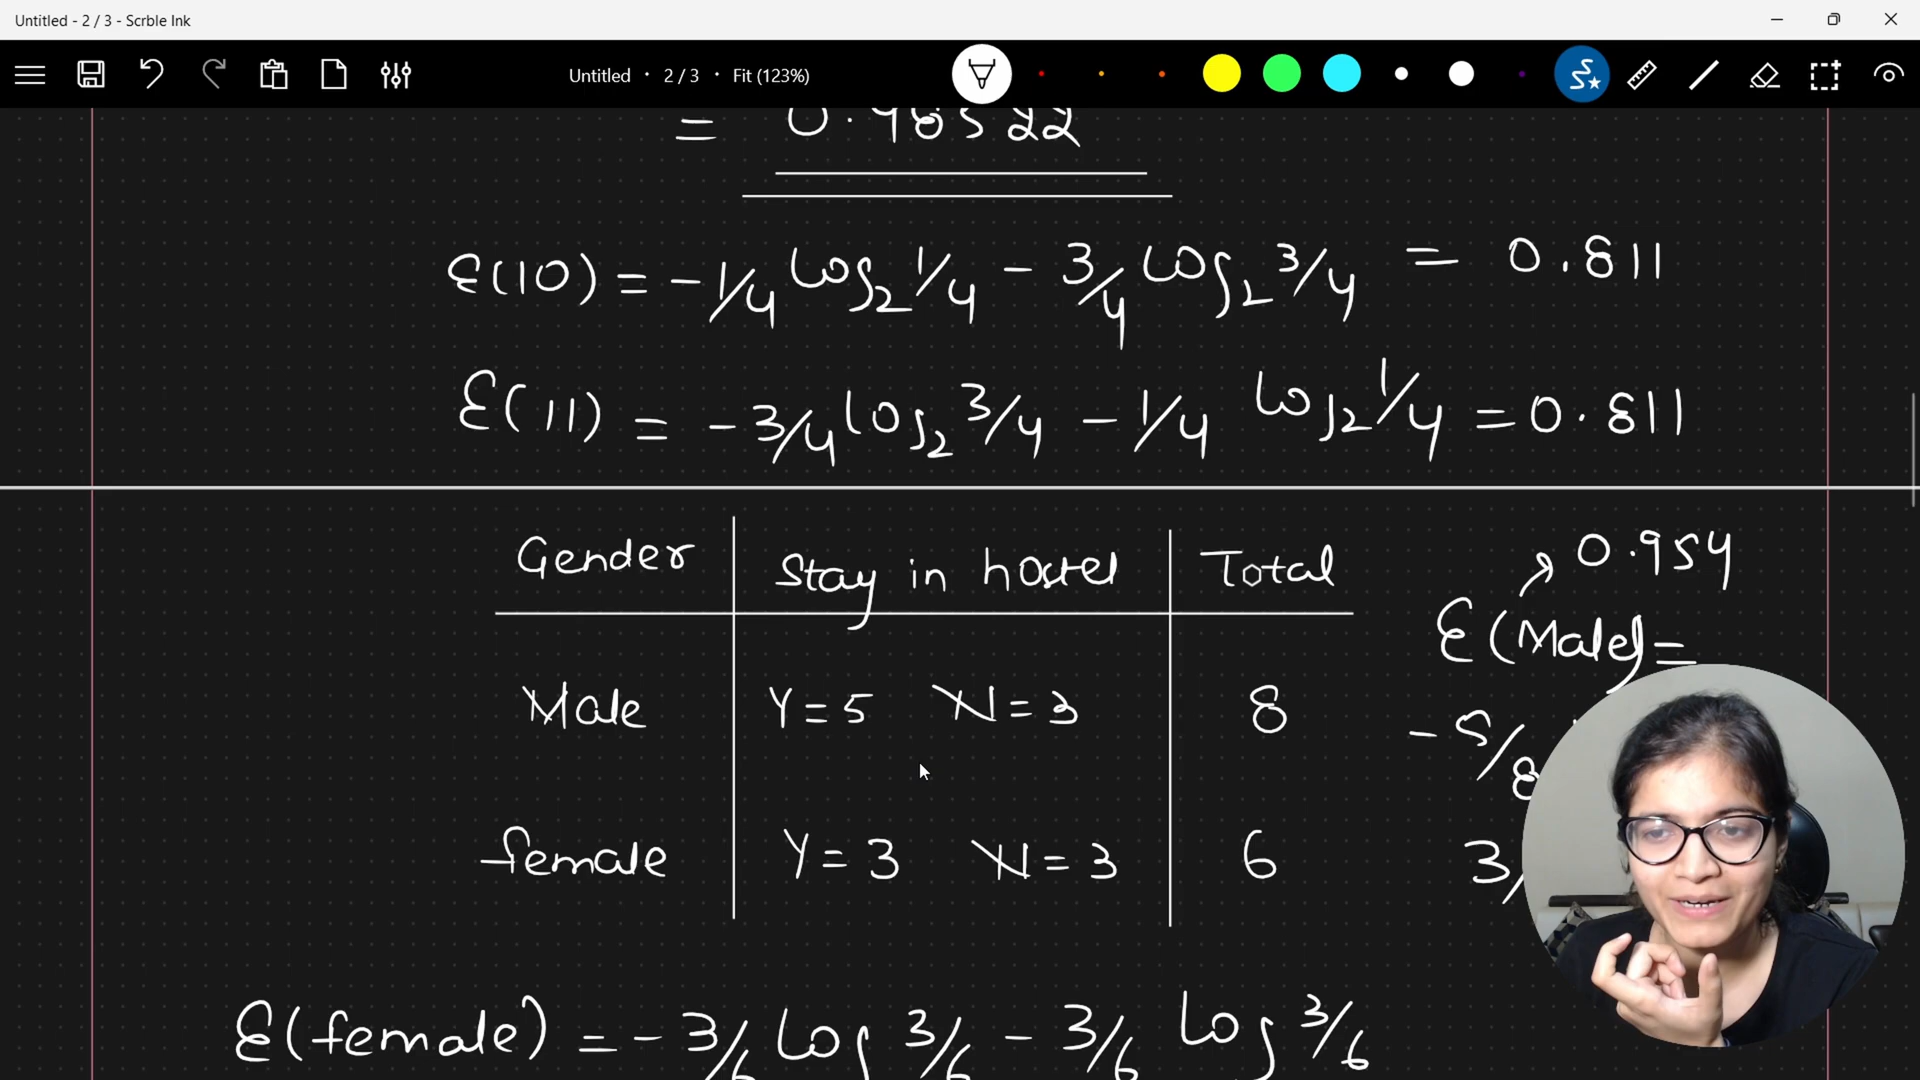 Untitled - 2 / 3 - Scrble Ink
Untitled • 2 / 3 • Fit (123%)
= 0.98522
E(10) = -1/4 log₂ 1/4 - 3/4 log₂ 3/4 = 0.811
E(11) = -3/4 log₂ 3/4 - 1/4 log₂ 1/4 = 0.811
Gender Stay in hostel Total
Male Y = 5 N = 3 8
female Y = 3 N = 3 6
→ 0.954
E(Male) =
- 5/8
3/
E(female) = - 3/6 log 3/6 - 3/6 log 3/6